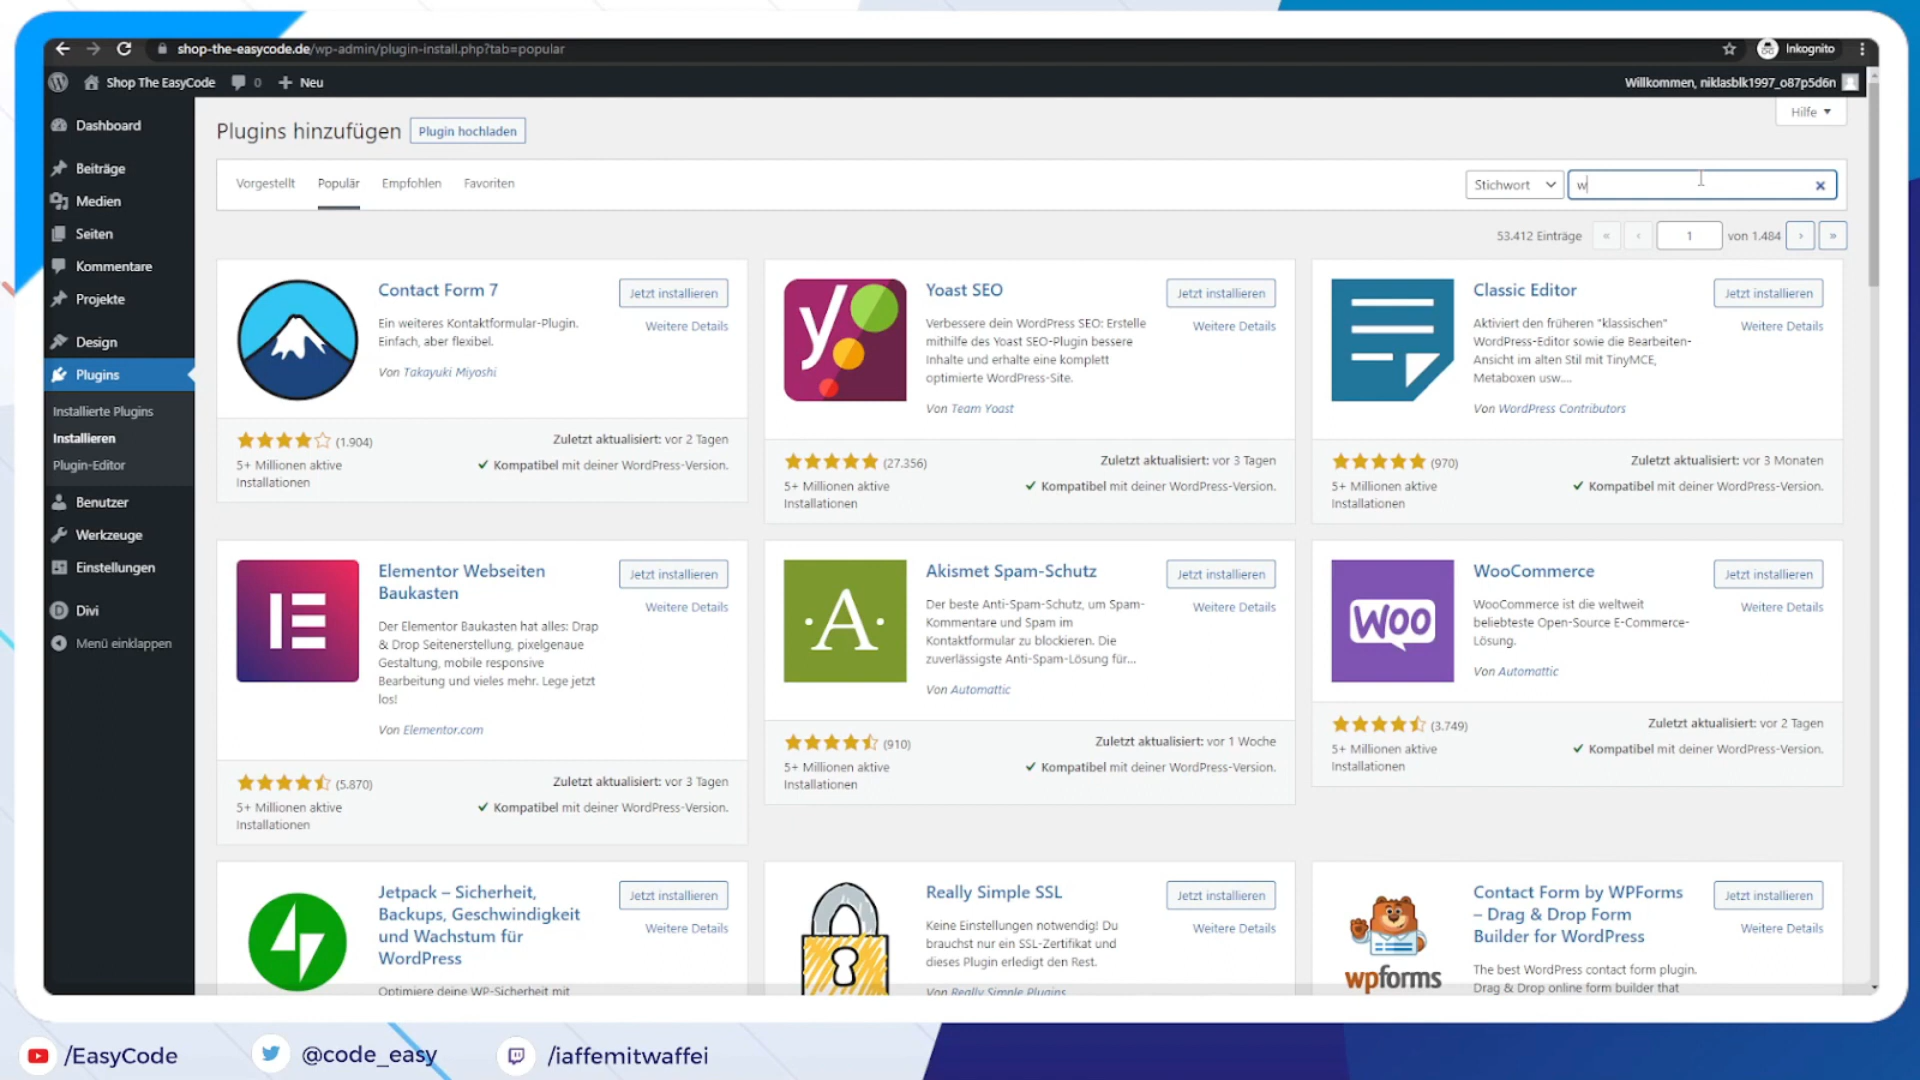 shop-the-easycode.de/wp-admin/plugin-install.php?tab=popular
Inkognito
Shop The EasyCode
0
Neu
Willkommen, niklasblk1997_o87p5d6n
Dashboard
Beiträge
Medien
Seiten
Kommentare
Projekte
Design
Plugins
Installierte Plugins
Installieren
Plugin-Editor
Benutzer
Werkzeuge
Einstellungen
Divi
Menü einklappen
Plugins hinzufügen
Plugin hochladen
Hilfe
Vorgestellt
Populär
Empfohlen
Favoriten
Stichwort
w
53.412 Einträge
«
‹
1
von 1.484
›
»
Contact Form 7
Jetzt installieren
Weitere Details
Ein weiteres Kontaktformular-Plugin.
Einfach, aber flexibel.
Von Takayuki Miyoshi
(1.904)
5+ Millionen aktive
Installationen
Zuletzt aktualisiert: vor 2 Tagen
Kompatibel mit deiner WordPress-Version.
Yoast SEO
Jetzt installieren
Weitere Details
Verbessere dein WordPress SEO: Erstelle
mithilfe des Yoast SEO-Plugin bessere
Inhalte und erhalte eine komplett
optimierte WordPress-Site.
Von Team Yoast
(27.356)
5+ Millionen aktive
Installationen
Zuletzt aktualisiert: vor 3 Tagen
Kompatibel mit deiner WordPress-Version.
Classic Editor
Jetzt installieren
Weitere Details
Aktiviert den früheren "klassischen"
WordPress-Editor sowie die Bearbeiten-
Ansicht im alten Stil mit TinyMCE,
Metaboxen usw....
Von WordPress Contributors
(970)
5+ Millionen aktive
Installationen
Zuletzt aktualisiert: vor 3 Monaten
Kompatibel mit deiner WordPress-Version.
Elementor Webseiten
Baukasten
Jetzt installieren
Weitere Details
Der Elementor Baukasten hat alles: Drap
& Drop Seitenerstellung, pixelgenaue
Gestaltung, mobile responsive
Bearbeitung und vieles mehr. Lege jetzt
los!
Von Elementor.com
(5.870)
5+ Millionen aktive
Installationen
Zuletzt aktualisiert: vor 3 Tagen
Kompatibel mit deiner WordPress-Version.
·A·
Akismet Spam-Schutz
Jetzt installieren
Weitere Details
Der beste Anti-Spam-Schutz, um Spam-
Kommentare und Spam im
Kontaktformular zu blockieren. Die
zuverlässigste Anti-Spam-Lösung für...
Von Automattic
(910)
5+ Millionen aktive
Installationen
Zuletzt aktualisiert: vor 1 Woche
Kompatibel mit deiner WordPress-Version.
Woo
WooCommerce
Jetzt installieren
Weitere Details
WooCommerce ist die weltweit
beliebteste Open-Source E-Commerce-
Lösung.
Von Automattic
(3.749)
5+ Millionen aktive
Installationen
Zuletzt aktualisiert: vor 2 Tagen
Kompatibel mit deiner WordPress-Version.
Jetpack – Sicherheit,
Backups, Geschwindigkeit
und Wachstum für
WordPress
Jetzt installieren
Weitere Details
Optimiere deine WP-Sicherheit mit
Really Simple SSL
Jetzt installieren
Weitere Details
Keine Einstellungen notwendig! Du
brauchst nur ein SSL-Zertifikat und
dieses Plugin erledigt den Rest.
Von Really Simple Plugins
wpforms
Contact Form by WPForms
– Drag & Drop Form
Builder for WordPress
Jetzt installieren
Weitere Details
The best WordPress contact form plugin.
Drag & Drop online form builder that
/EasyCode
@code_easy
/iaffemitwaffei